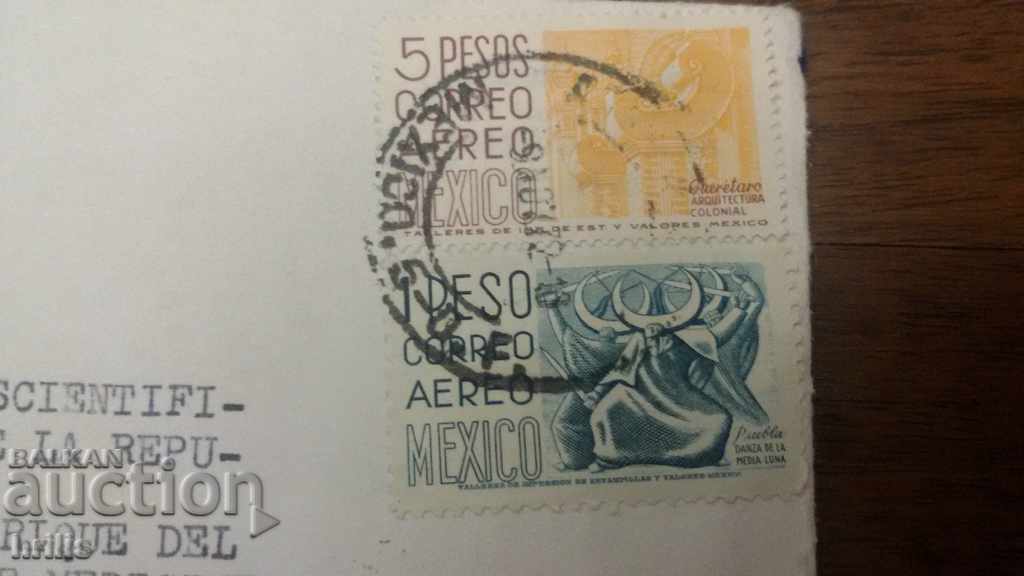 5 PESOS
CORREO
AEREO
MEXICO
Querétaro
ARQUITECTURA
COLONIAL
TALLERES DE IMP. DE EST. Y VALORES MEXICO
1 PESO
CORREO
AEREO
MEXICO
Puebla
DANZA DE LA
MEDIA LUNA
TALLERES DE IMPRESION DE ESTAMPILLAS Y VALORES-MEXICO
SCIENTIFI-
LA REPU-
RIQUE DEL
BALKAN
auction
hrilis